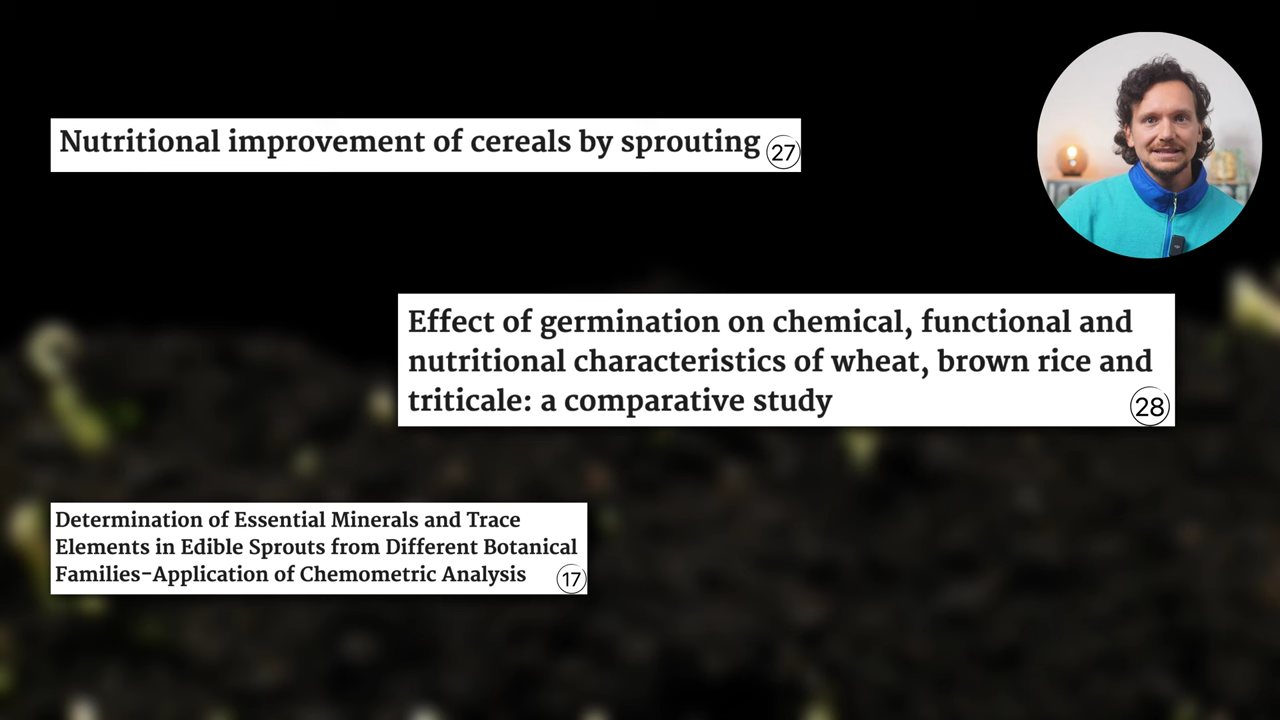 Nutritional improvement of cereals by sprouting 27
Effect of germination on chemical, functional and
nutritional characteristics of wheat, brown rice and
triticale: a comparative study 28
Determination of Essential Minerals and Trace
Elements in Edible Sprouts from Different Botanical
Families-Application of Chemometric Analysis 17